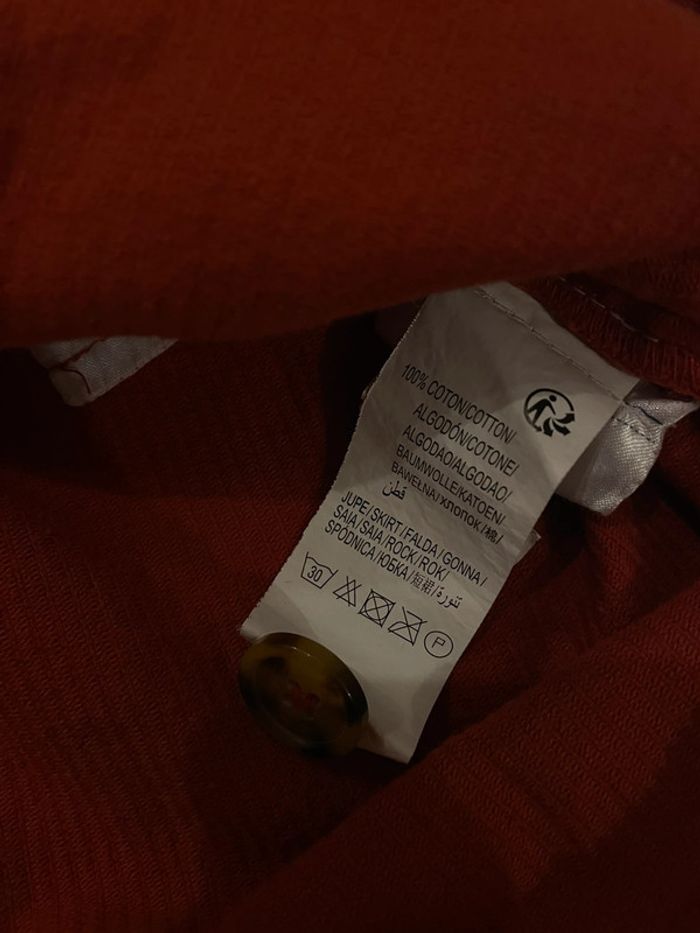 100% COTON/COTTON/
ALGODÓN/COTONE/
ALGODAO/ALGODAO/
BAUMWOLLE/KATOEN/
BAWEŁNA/ХЛОПОК/棉/
قطن
JUPE/SKIRT/FALDA/GONNA/
SAIA/SAIA/ROCK/ROK/
SPÓDNICA/ЮБКА/短裙/تنورة/
30 P